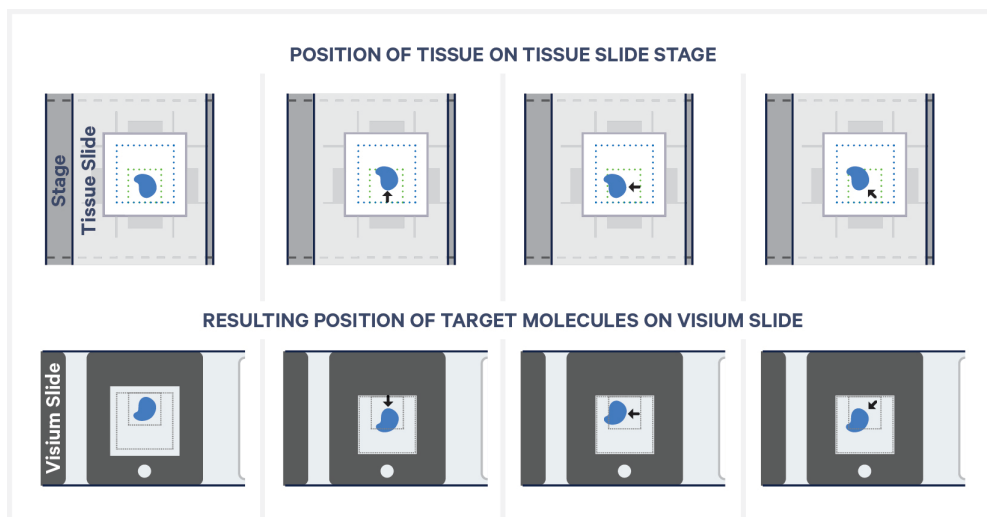 POSITION OF TISSUE ON TISSUE SLIDE STAGE
Stage
Tissue Slide
RESULTING POSITION OF TARGET MOLECULES ON VISIUM SLIDE
Visium Slide